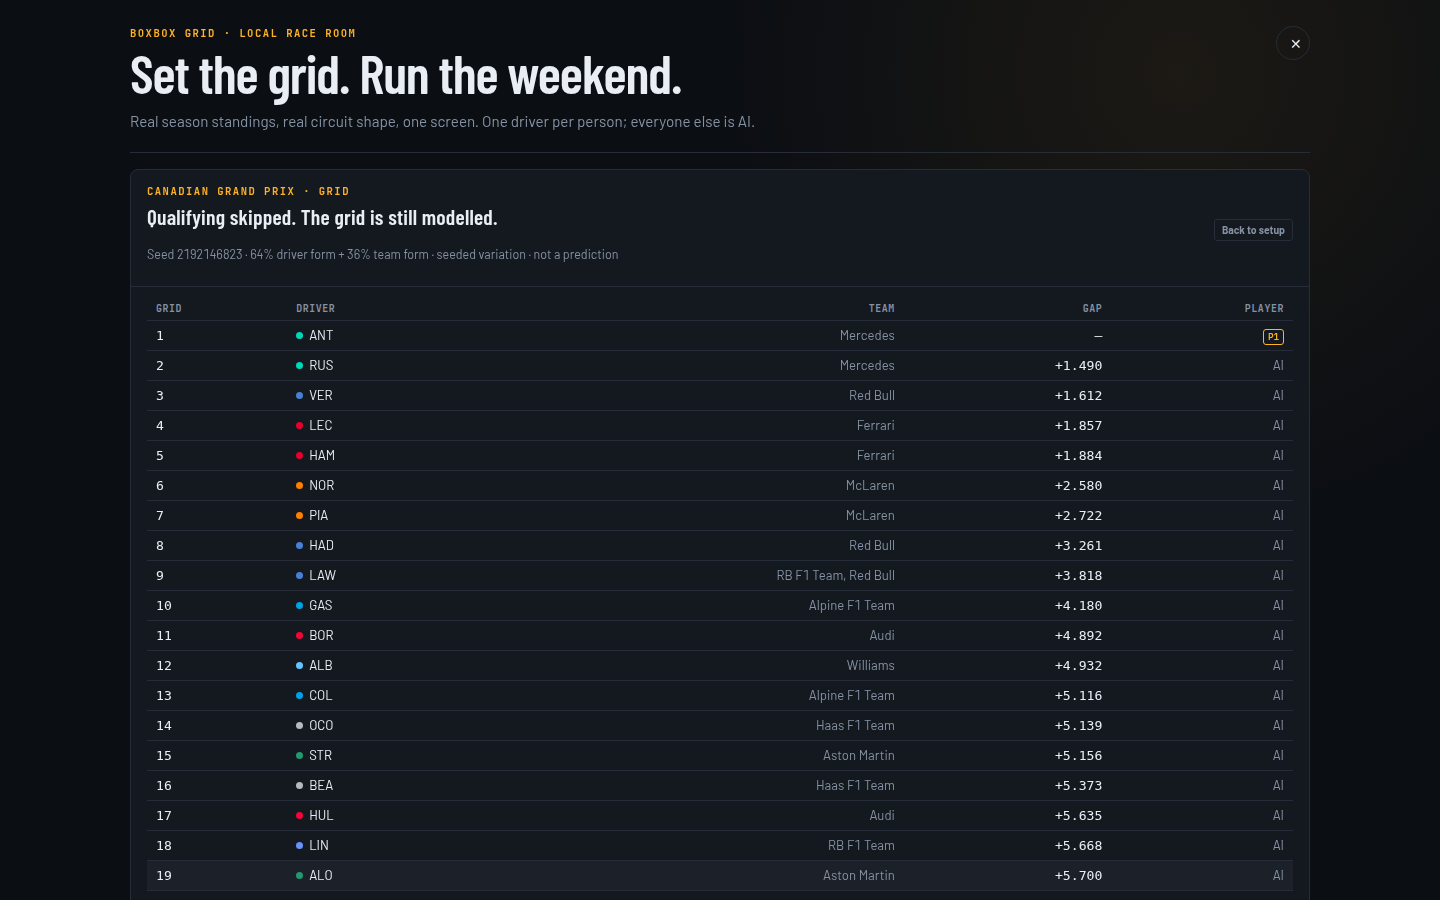 BOXBOX GRID · LOCAL RACE ROOM
Set the grid. Run the weekend.
Real season standings, real circuit shape, one screen. One driver per person; everyone else is AI.
×
CANADIAN GRAND PRIX · GRID
Qualifying skipped. The grid is still modelled.
Seed 2192146823 · 64% driver form + 36% team form · seeded variation · not a prediction
Back to setup
GRID DRIVER TEAM GAP PLAYER
1 ANT Mercedes — P1
2 RUS Mercedes +1.490 AI
3 VER Red Bull +1.612 AI
4 LEC Ferrari +1.857 AI
5 HAM Ferrari +1.884 AI
6 NOR McLaren +2.580 AI
7 PIA McLaren +2.722 AI
8 HAD Red Bull +3.261 AI
9 LAW RB F1 Team, Red Bull +3.818 AI
10 GAS Alpine F1 Team +4.180 AI
11 BOR Audi +4.892 AI
12 ALB Williams +4.932 AI
13 COL Alpine F1 Team +5.116 AI
14 OCO Haas F1 Team +5.139 AI
15 STR Aston Martin +5.156 AI
16 BEA Haas F1 Team +5.373 AI
17 HUL Audi +5.635 AI
18 LIN RB F1 Team +5.668 AI
19 ALO Aston Martin +5.700 AI